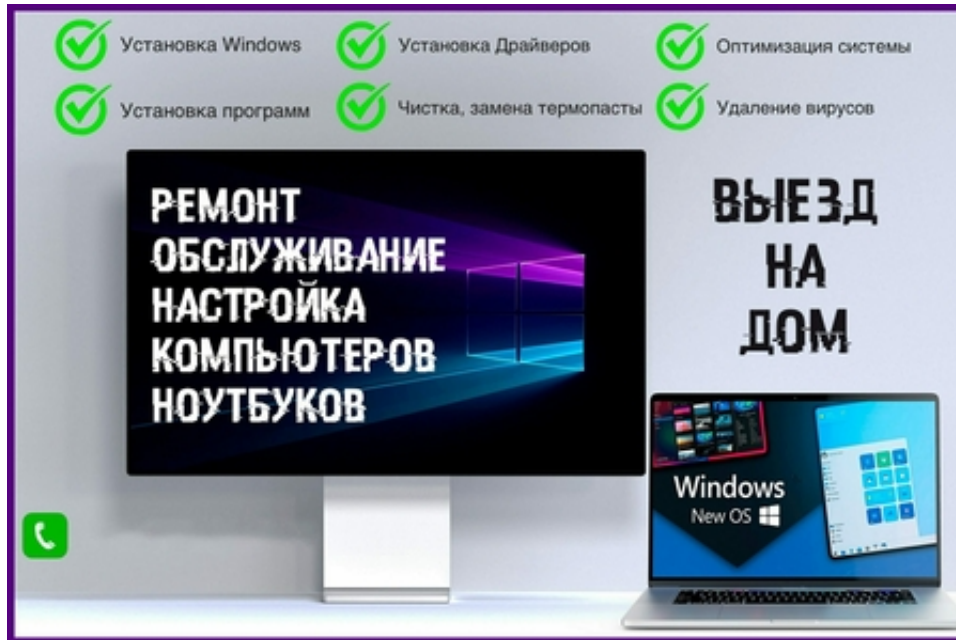 Установка Windows
Установка Драйверов
Оптимизация системы
Установка программ
Чистка, замена термопасты
Удаление вирусов
РЕМОНТ
ОБСЛУЖИВАНИЕ
НАСТРОЙКА
КОМПЬЮТЕРОВ
НОУТБУКОВ
ВЫЕЗД
НА
ДОМ
Windows
New OS